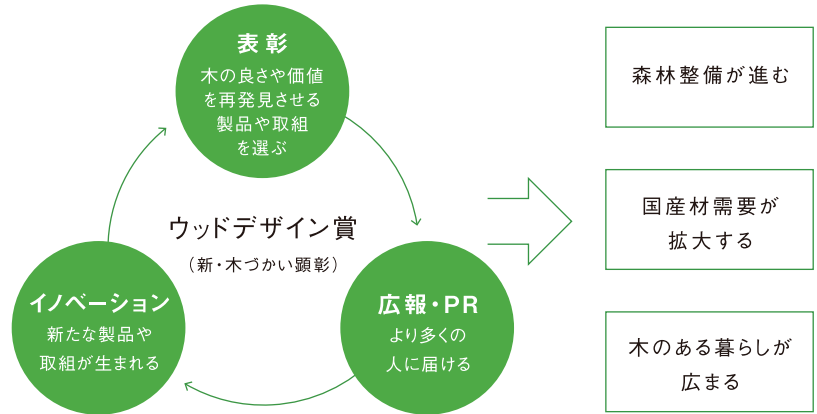 表彰
木の良さや価値
を再発見させる
製品や取組
を選ぶ
ウッドデザイン賞
（新・木づかい顕彰）
イノベーション
新たな製品や
取組が生まれる
広報・PR
より多くの
人に届ける
森林整備が進む
国産材需要が
拡大する
木のある暮らしが
広まる